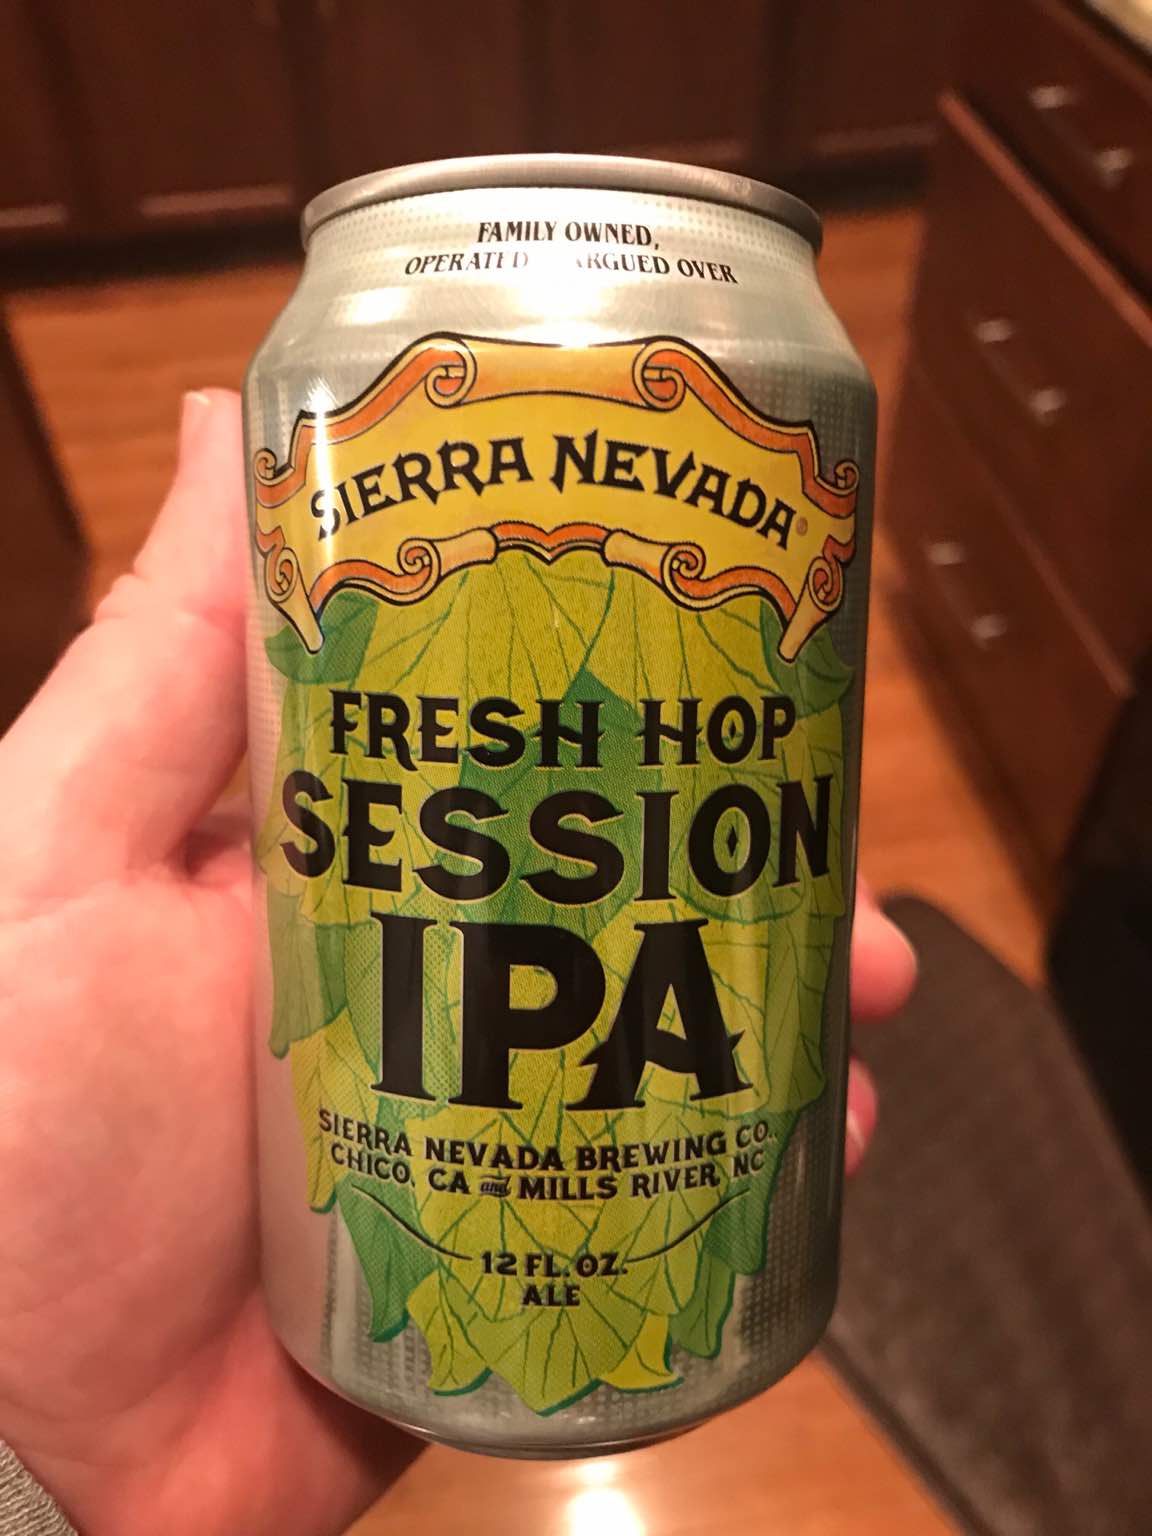 FAMILY OWNED,
OPERATED ARGUED OVER
SIERRA NEVADA®
FRESH HOP
SESSION
IPA
SIERRA NEVADA BREWING CO.,
CHICO, CA and MILLS RIVER, NC
12 FL. OZ.
ALE